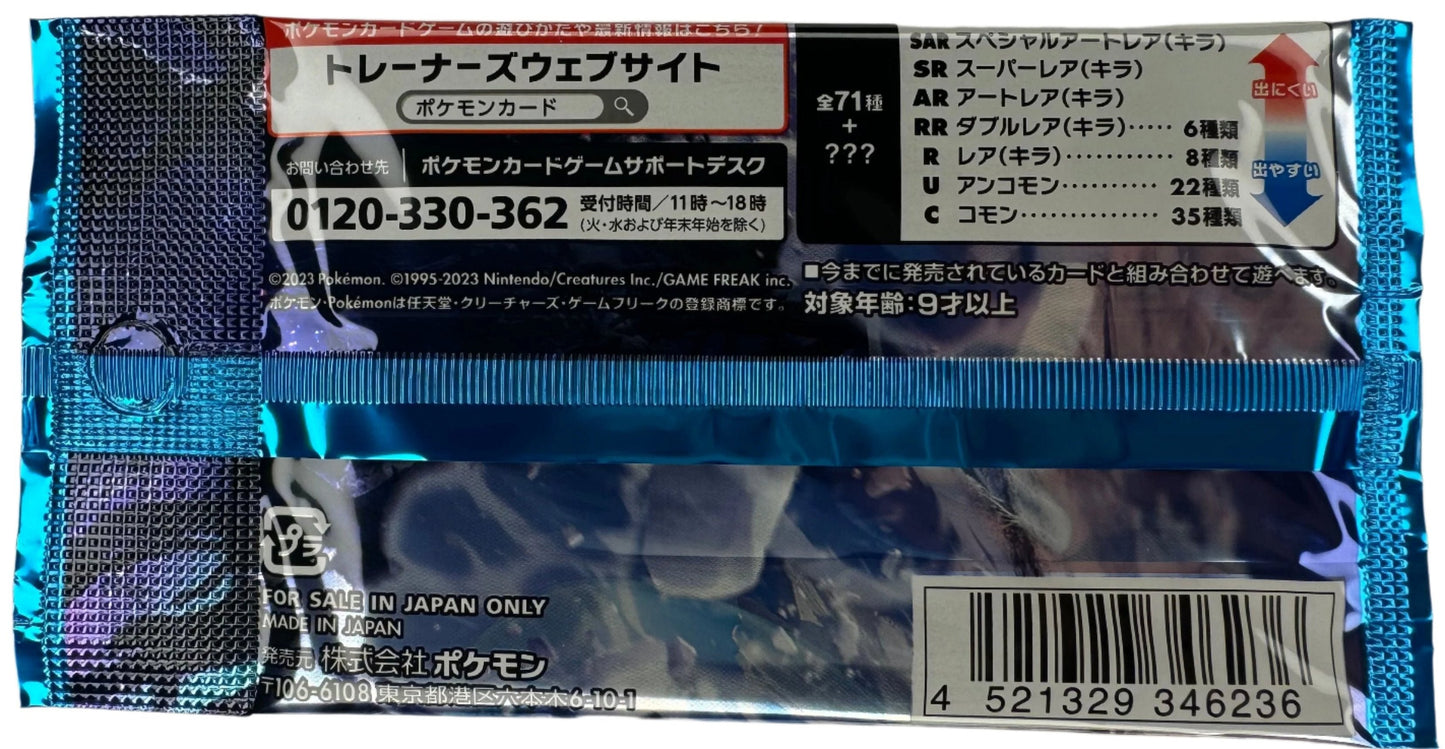 ポケモンカードゲームの遊びかたや最新情報はこちら!
トレーナーズウェブサイト
ポケモンカード
お問い合わせ先 ポケモンカードゲームサポートデスク
0120-330-362 受付時間/11時~18時
(火・水および年末年始を除く)
©2023 Pokémon. ©1995-2023 Nintendo/Creatures Inc./GAME FREAK inc.
ポケモン・Pokémonは任天堂・クリーチャーズ・ゲームフリークの登録商標です。
全71種
+
???
SAR スペシャルアートレア(キラ)
SR スーパーレア(キラ)
AR アートレア(キラ)
RR ダブルレア(キラ)····· 6種類
R レア(キラ)··········· 8種類
U アンコモン·········· 22種類
C コモン·············· 35種類
出にくい
出やすい
■今までに発売されているカードと組み合わせて遊べます。
対象年齢:9才以上
プラ
FOR SALE IN JAPAN ONLY
MADE IN JAPAN
発売元 株式会社ポケモン
〒106-6108 東京都港区六本木6-10-1
4 521329 346236